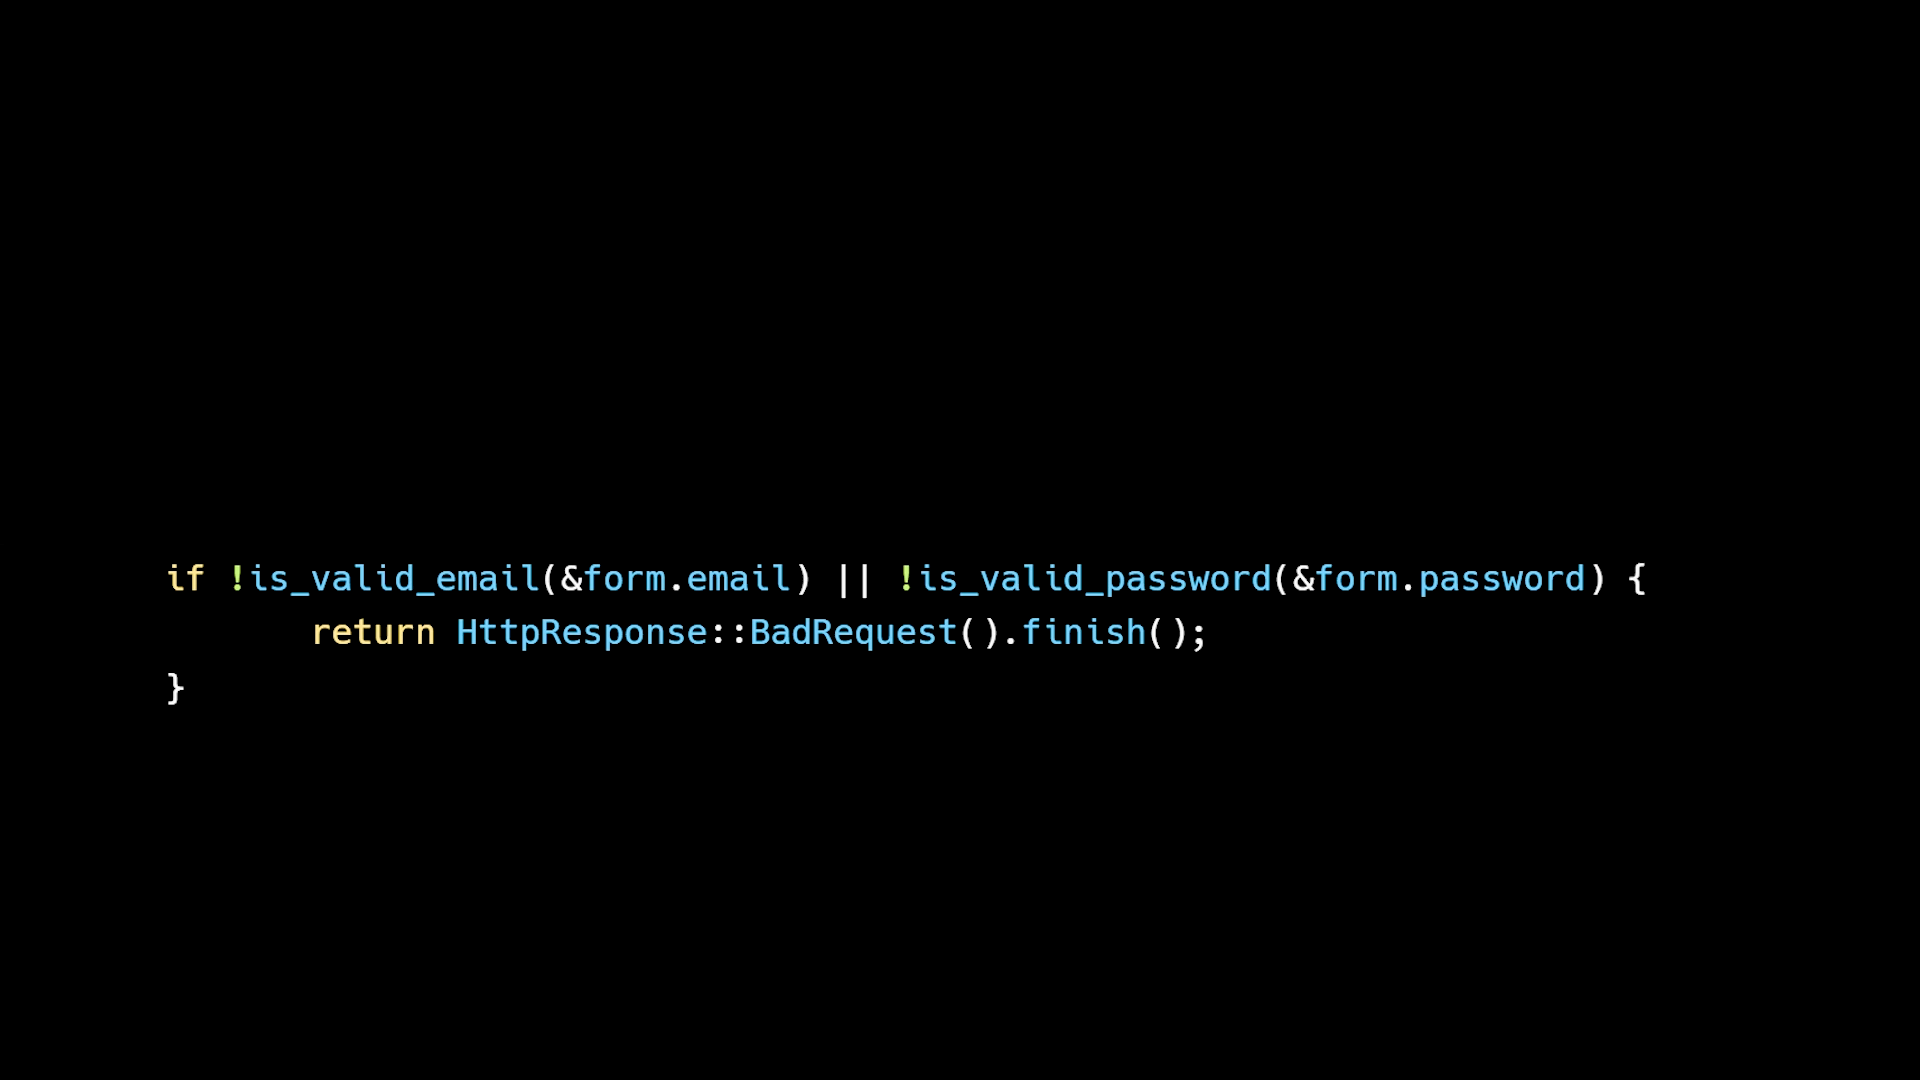 if !is_valid_email(&form.email) || !is_valid_password(&form.password) {
return HttpResponse::BadRequest().finish();
}